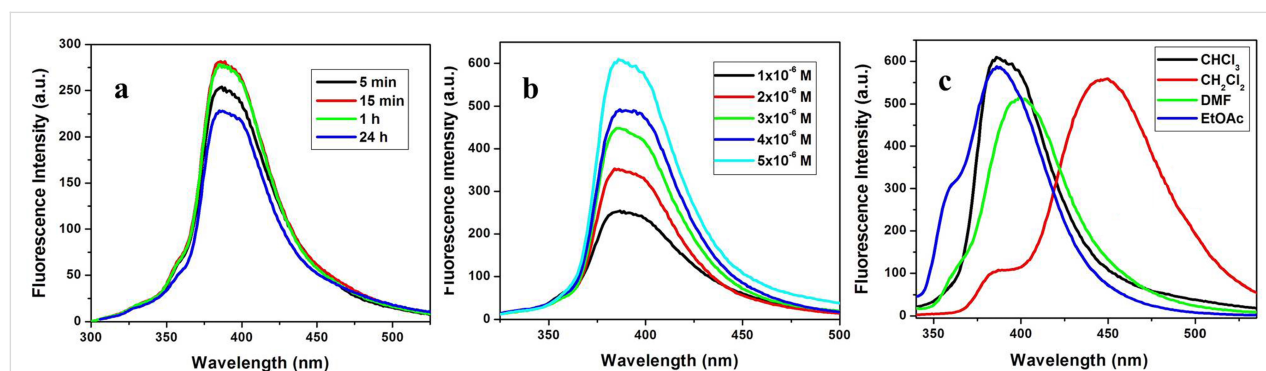 a
5 min
15 min
1 h
24 h
300
250
200
150
100
50
0
300
350
400
450
500
Fluorescence Intensity (a.u.)
Wavelength (nm)
b
1x10⁻⁶ M
2x10⁻⁶ M
3x10⁻⁶ M
4x10⁻⁶ M
5x10⁻⁶ M
600
500
400
300
200
100
0
350
400
450
500
Fluorescence Intensity (a.u.)
Wavelength (nm)
c
CHCl₃
CH₂Cl₂
DMF
EtOAc
600
500
400
300
200
100
0
350
400
450
500
Fluorescence Intensity (a.u.)
Wavelength (nm)